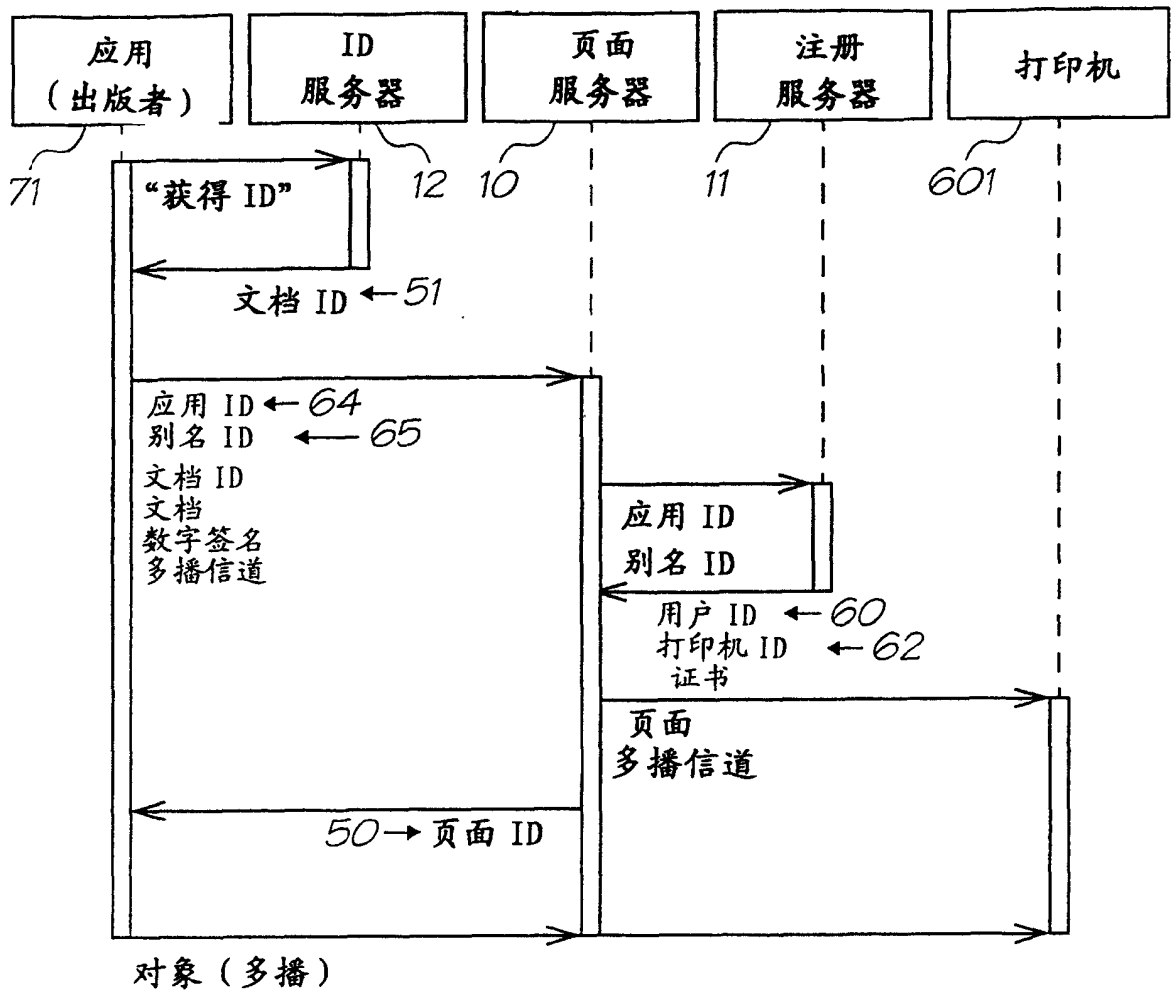 应用
(出版者)
ID
服务器
页面
服务器
注册
服务器
打印机
71
12
10
11
601
“获得 ID”
文档 ID
51
应用 ID
64
别名 ID
65
文档 ID
文档
数字签名
多播信道
应用 ID
别名 ID
用户 ID
60
打印机 ID
62
证书
页面
多播信道
50
页面 ID
对象(多播)